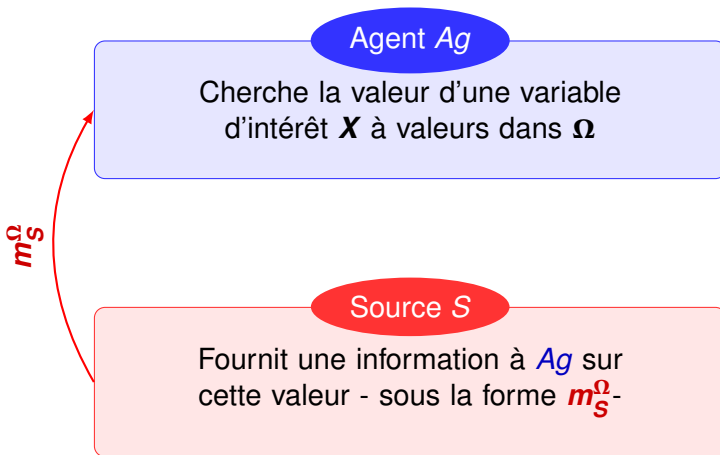 Agent Ag
Cherche la valeur d'une variable
d'intérêt X à valeurs dans Ω
m_S^Ω
Source S
Fournit une information à Ag sur
cette valeur - sous la forme m_S^Ω-